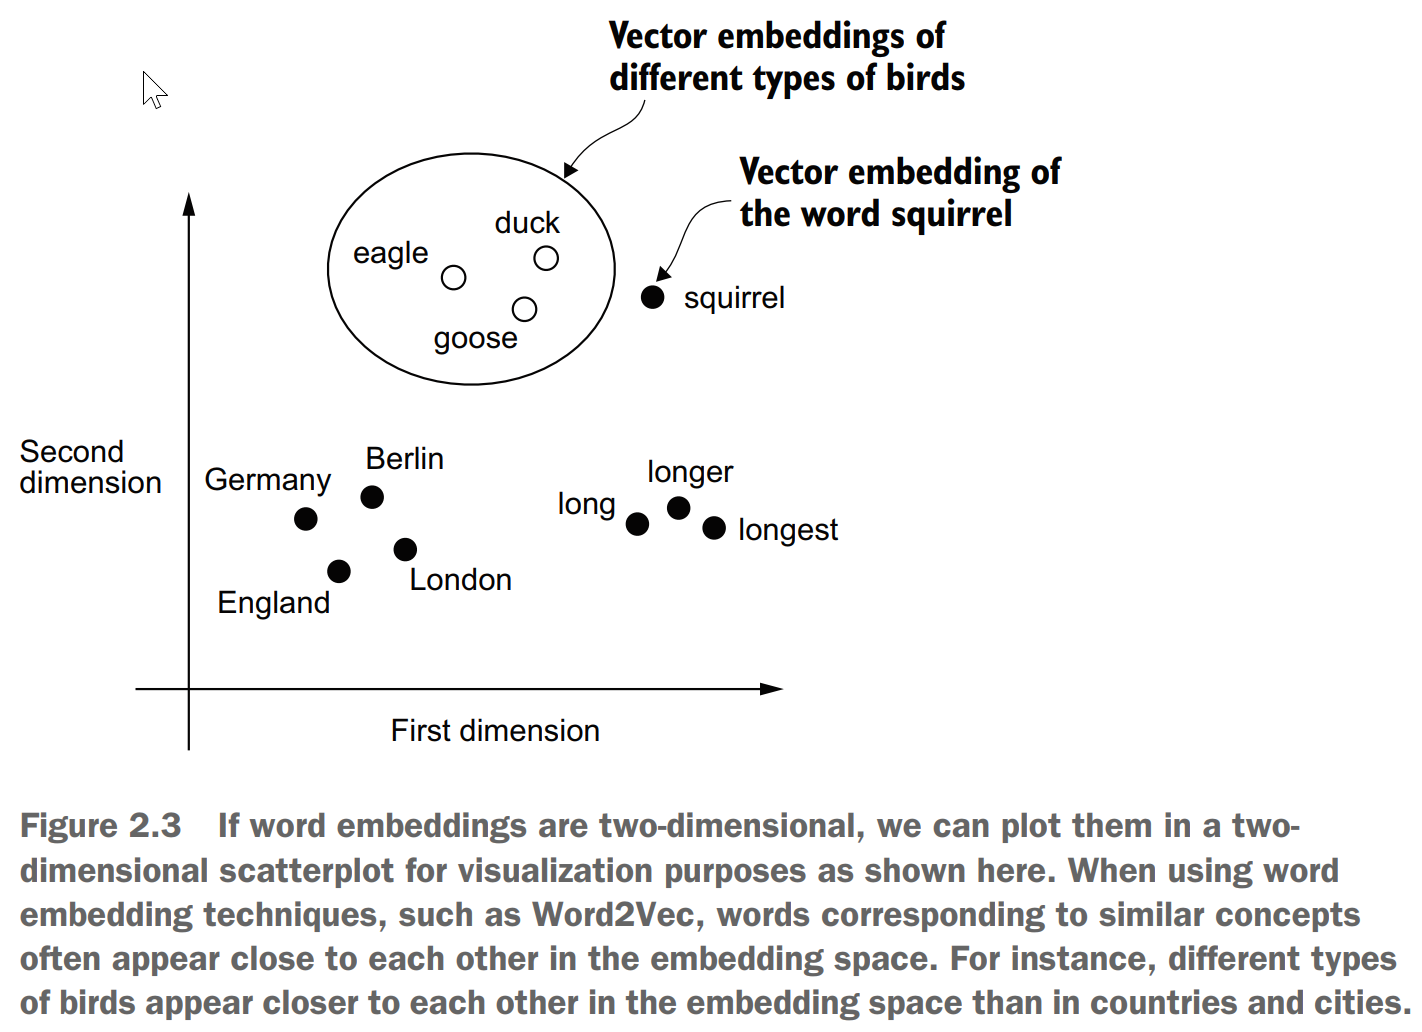 Vector embeddings of
different types of birds
Vector embedding of
the word squirrel
duck
eagle
goose
squirrel
Second
dimension
Germany
Berlin
England
London
long
longer
longest
First dimension
Figure 2.3 If word embeddings are two-dimensional, we can plot them in a two-
dimensional scatterplot for visualization purposes as shown here. When using word
embedding techniques, such as Word2Vec, words corresponding to similar concepts
often appear close to each other in the embedding space. For instance, different types
of birds appear closer to each other in the embedding space than in countries and cities.